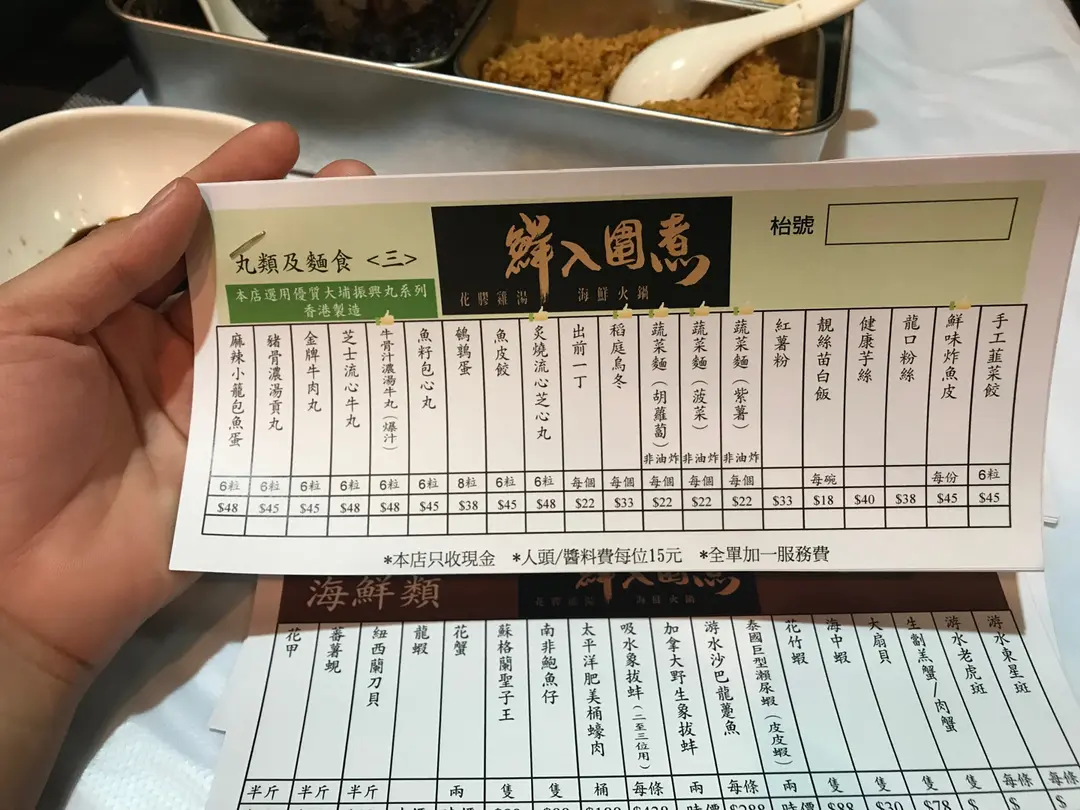 丸類及麵食 <三>
本店選用優質大埔振興丸系列
香港製造
鮮入圍煮
花膠雞湯
海鮮火鍋
枱號
手工韮菜餃 6粒 $45
鮮味炸魚皮 每份 $45
龍口粉絲 $38
健康芋絲 $40
靚絲苗白飯 每碗 $18
紅薯粉 $33
蔬菜麵(紫薯) 非油炸 每個 $22
蔬菜麵(菠菜) 非油炸 每個 $22
蔬菜麵(胡蘿蔔) 非油炸 每個 $22
稻庭烏冬 每個 $33
出前一丁 每個 $22
炙燒流心芝心丸 6粒 $48
魚皮餃 6粒 $45
鵪鶉蛋 8粒 $38
魚籽包心丸 6粒 $45
牛骨汁濃湯牛丸(爆汁) 6粒 $48
芝士流心牛丸 6粒 $48
金牌牛肉丸 6粒 $45
豬骨濃湯貢丸 6粒 $45
麻辣小籠包魚蛋 6粒 $48
*本店只收現金 *人頭/醬料費每位15元 *全單加一服務費
海鮮類
鮮入圍煮
花膠雞湯
海鮮火鍋
游水東星斑 每條
游水老虎斑 每條
生劏羔蟹/肉蟹 隻
大扇貝 隻
海中蝦 隻
花竹蝦 兩
泰國巨型瀨尿蝦(皮皮蝦)
游水沙巴龍躉魚 每條
加拿大野生象拔蚌 兩
吸水象拔蚌(二至三位用) 每條
太平洋肥美桶蠔肉 桶
南非鮑魚仔 隻
蘇格蘭聖子王 隻
花蟹 兩
龍蝦
紐西蘭刀貝 半斤
蕃薯蜆 半斤
花甲 半斤